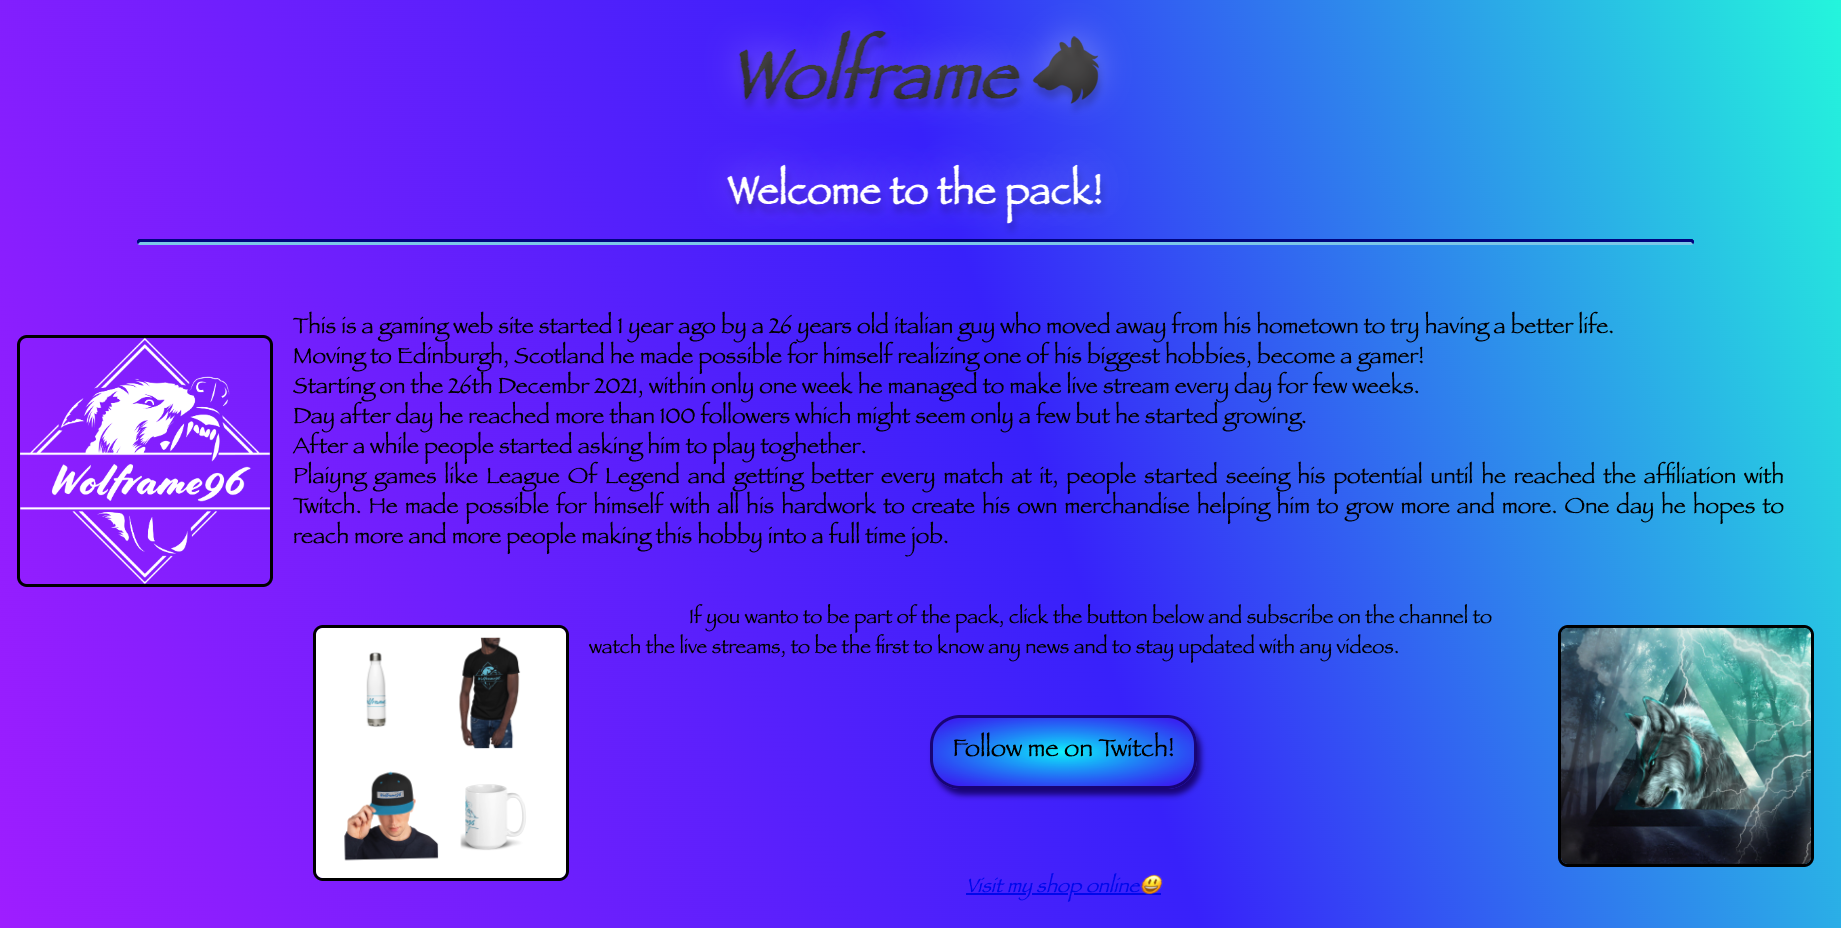 Wolframe
Welcome to the pack!
This is a gaming web site started 1 year ago by a 26 years old italian guy who moved away from his hometown to try having a better life.
Moving to Edinburgh, Scotland he made possible for himself realizing one of his biggest hobbies, become a gamer!
Starting on the 26th Decembr 2021, within only one week he managed to make live stream every day for few weeks.
Day after day he reached more than 100 followers which might seem only a few but he started growing.
After a while people started asking him to play toghether.
Plaiyng games like League Of Legend and getting better every match at it, people started seeing his potential until he reached the affiliation with
Twitch. He made possible for himself with all his hardwork to create his own merchandise helping him to grow more and more. One day he hopes to
reach more and more people making this hobby into a full time job.
Wolframe96
If you wanto to be part of the pack, click the button below and subscribe on the channel to
watch the live streams, to be the first to know any news and to stay updated with any videos.
Follow me on Twitch!
Visit my shop online😃